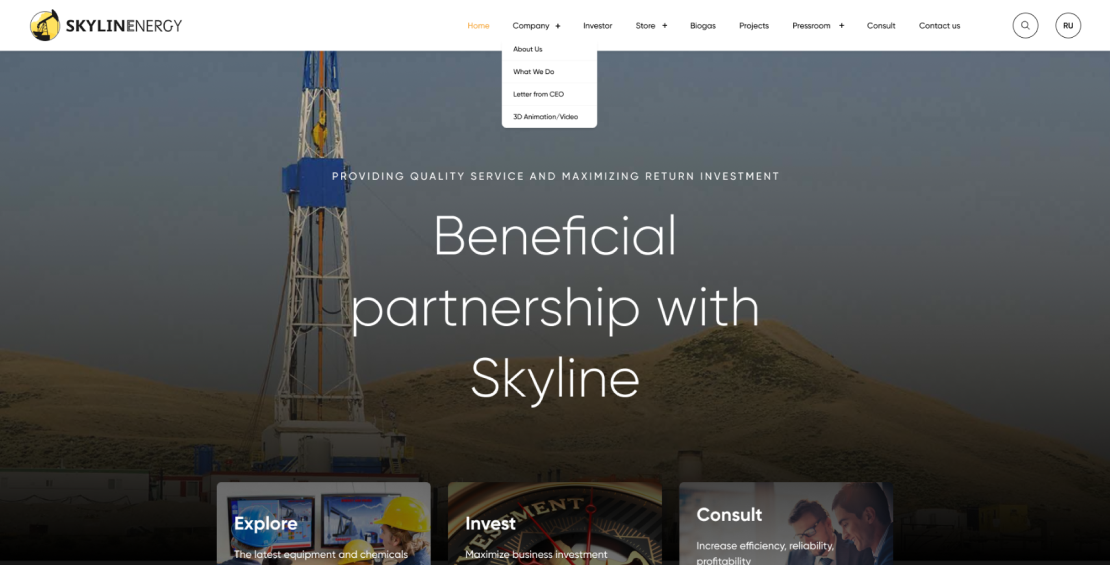 SKYLINEENERGY
Home
Company +
Investor
Store +
Biogas
Projects
Pressroom +
Consult
Contact us
RU
About Us
What We Do
Letter from CEO
3D Animation/Video
PROVIDING QUALITY SERVICE AND MAXIMIZING RETURN INVESTMENT
Beneficial
partnership with
Skyline
Explore
The latest equipment and chemicals
ESTMENT
Invest
Maximize business investment
Consult
Increase efficiency, reliability,
profitability